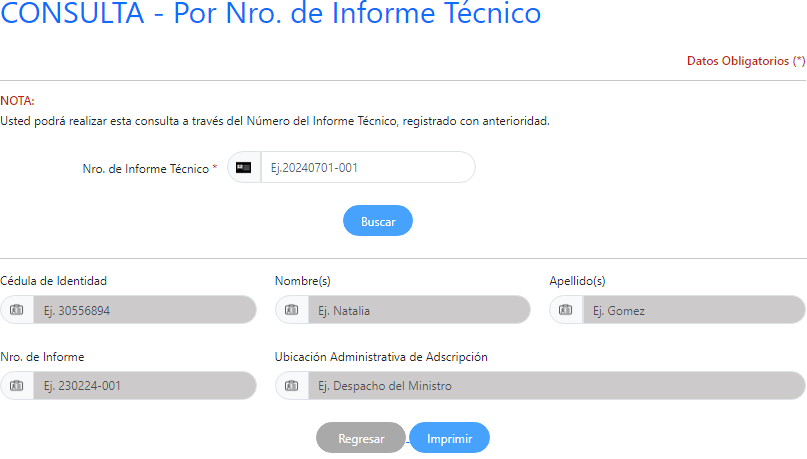 CONSULTA - Por Nro. de Informe Técnico
Datos Obligatorios (*)
NOTA:
Usted podrá realizar esta consulta a través del Número del Informe Técnico, registrado con anterioridad.
Nro. de Informe Técnico * Ej.20240701-001
Buscar
Cédula de Identidad Nombre(s) Apellido(s)
Ej. 30556894 Ej. Natalia Ej. Gomez
Nro. de Informe Ubicación Administrativa de Adscripción
Ej. 230224-001 Ej. Despacho del Ministro
Regresar Imprimir